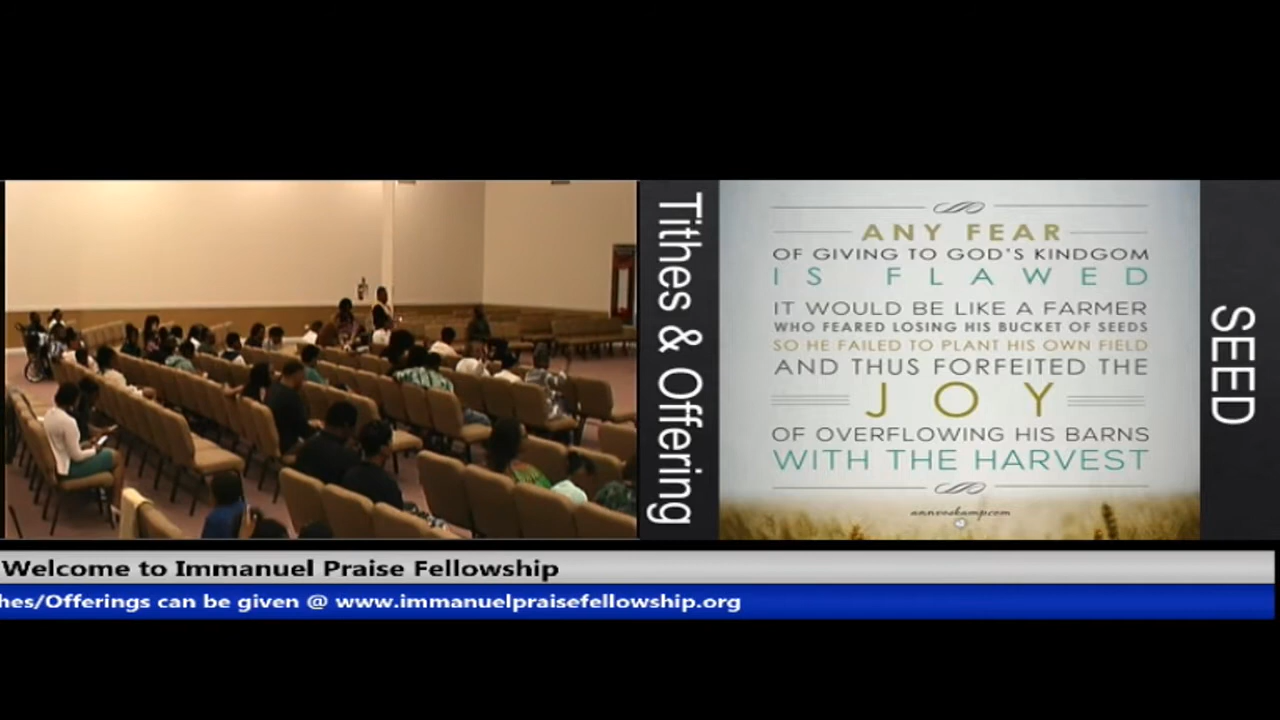 Tithes & Offering
ANY FEAR
OF GIVING TO GOD'S KINDGOM
IS FLAWED
IT WOULD BE LIKE A FARMER
WHO FEARED LOSING HIS BUCKET OF SEEDS
SO HE FAILED TO PLANT HIS OWN FIELD
AND THUS FORFEITED THE
JOY
OF OVERFLOWING HIS BARNS
WITH THE HARVEST
annvoskamp.com
SEED
Welcome to Immanuel Praise Fellowship
hes/Offerings can be given @ www.immanuelpraisefellowship.org